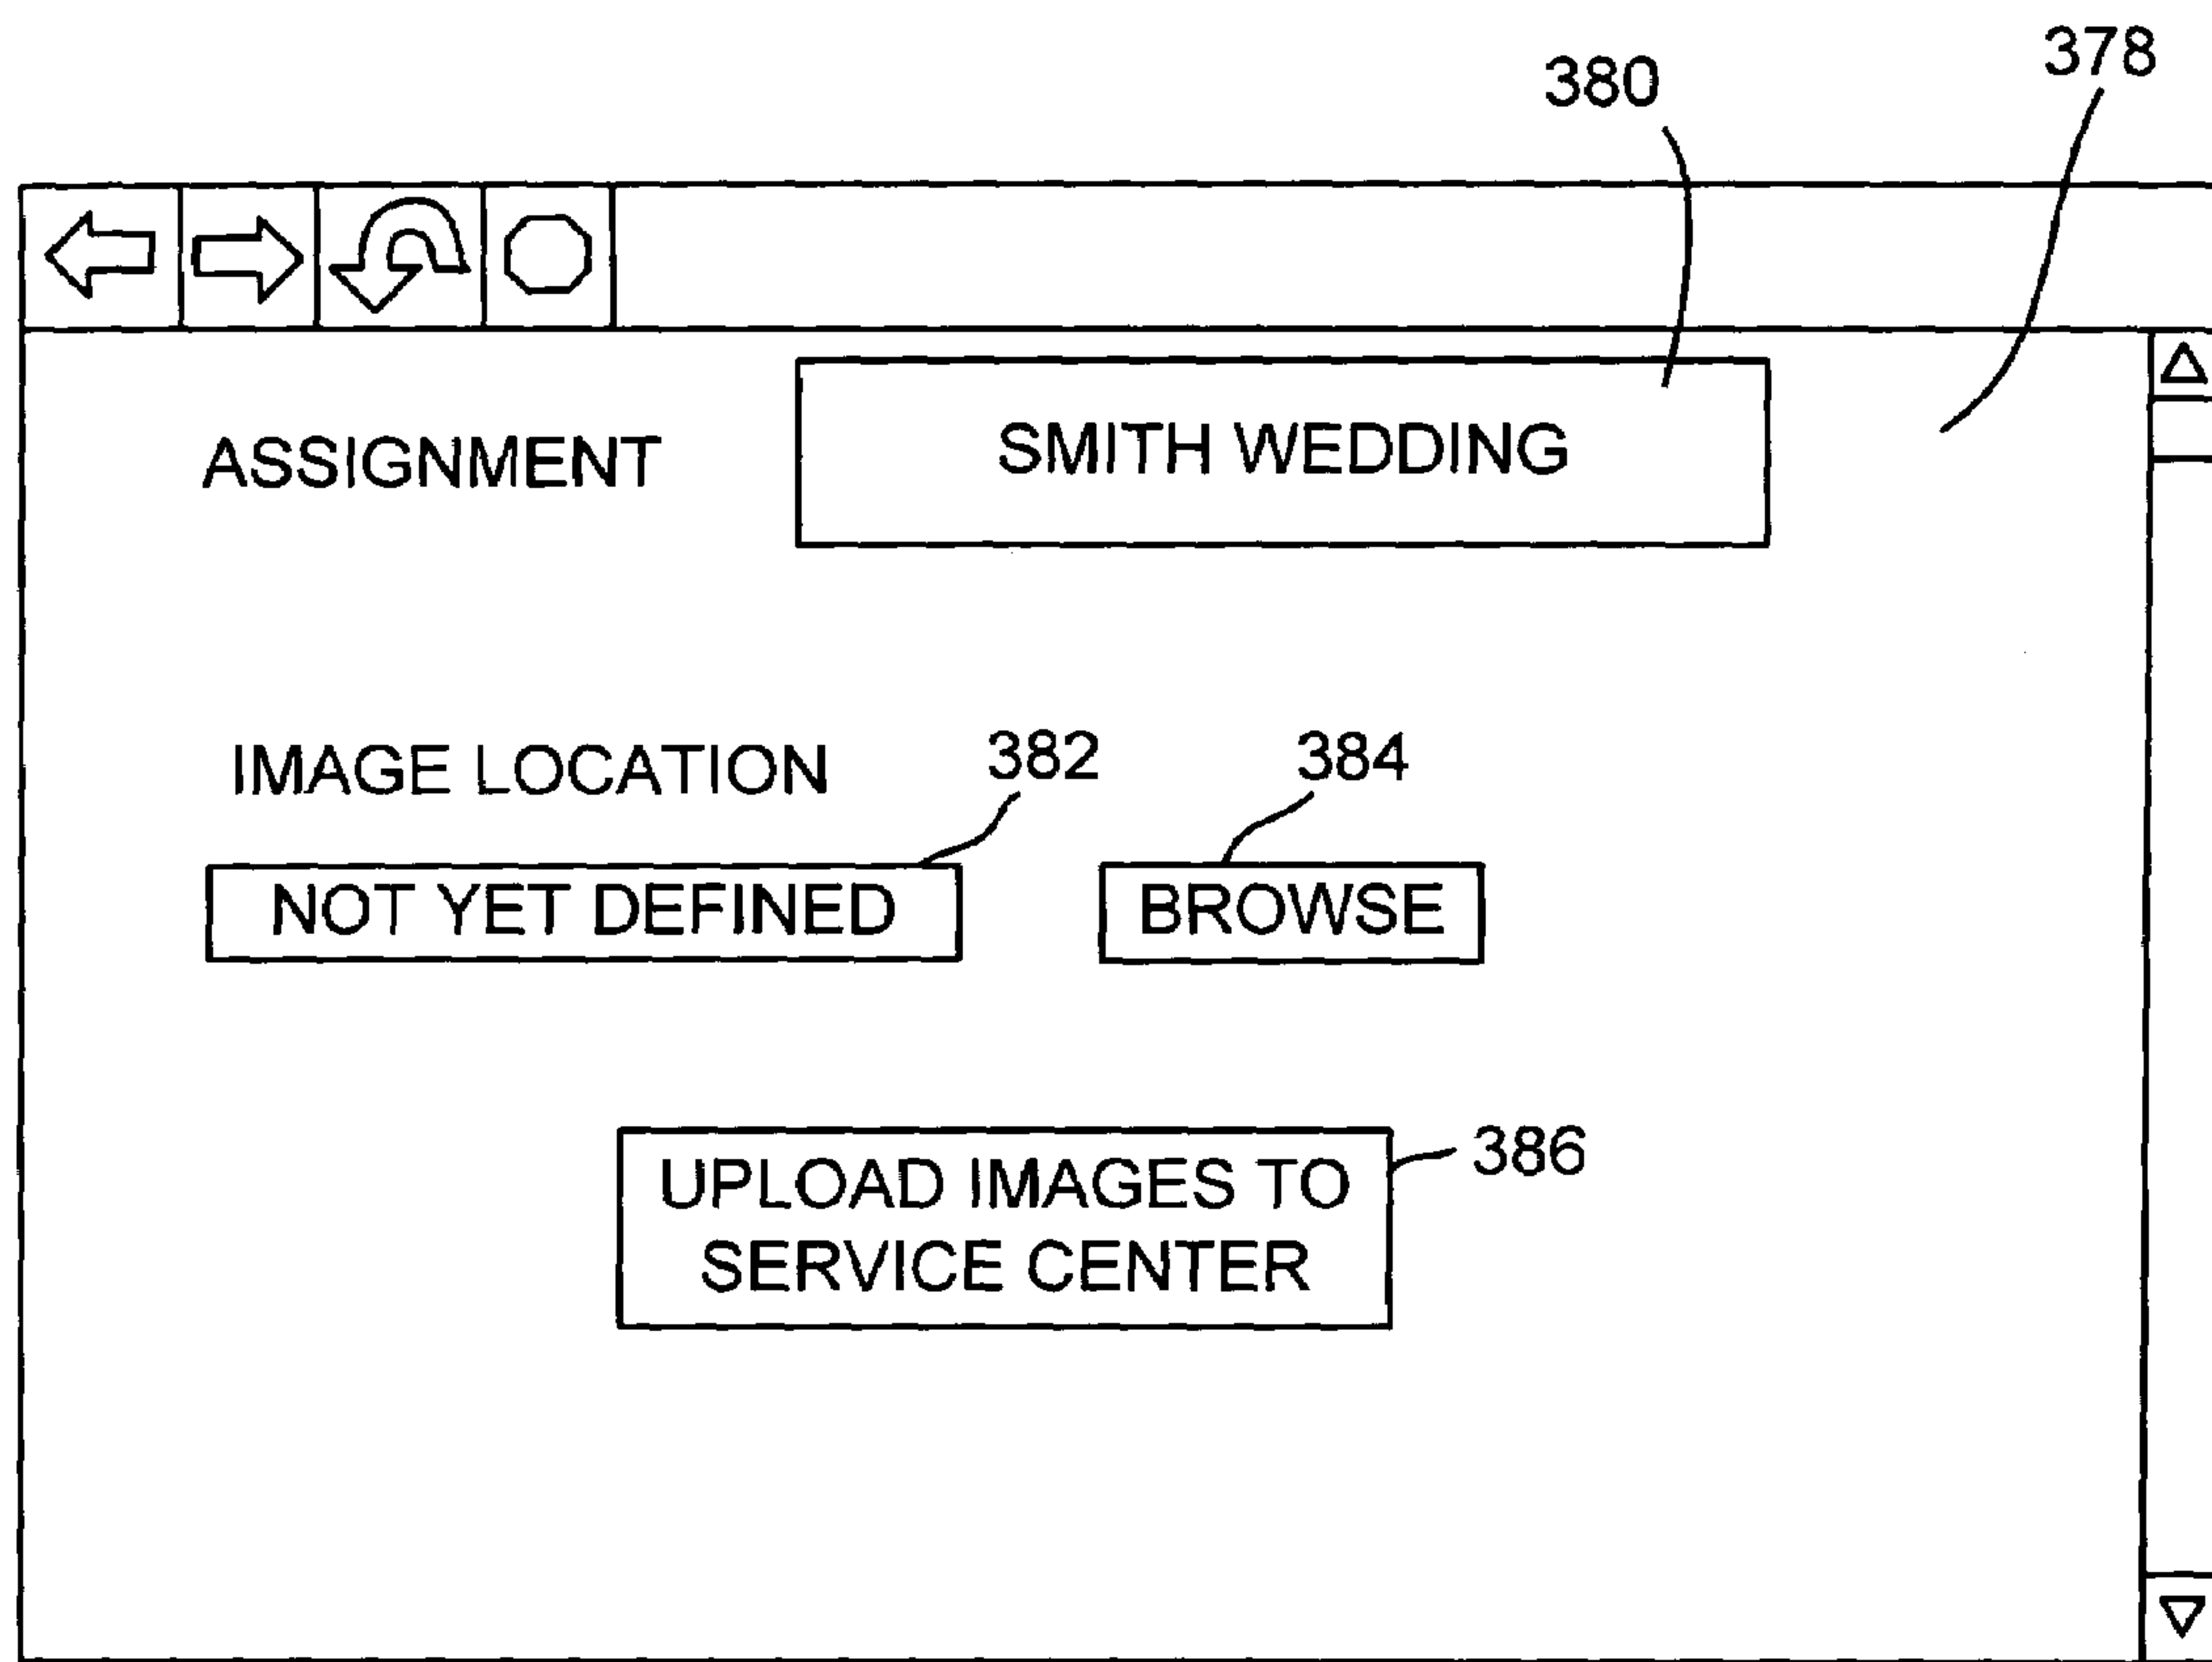 378
380
ASSIGNMENT
SMITH WEDDING
IMAGE LOCATION
382
384
NOT YET DEFINED
BROWSE
UPLOAD IMAGES TO
SERVICE CENTER
386